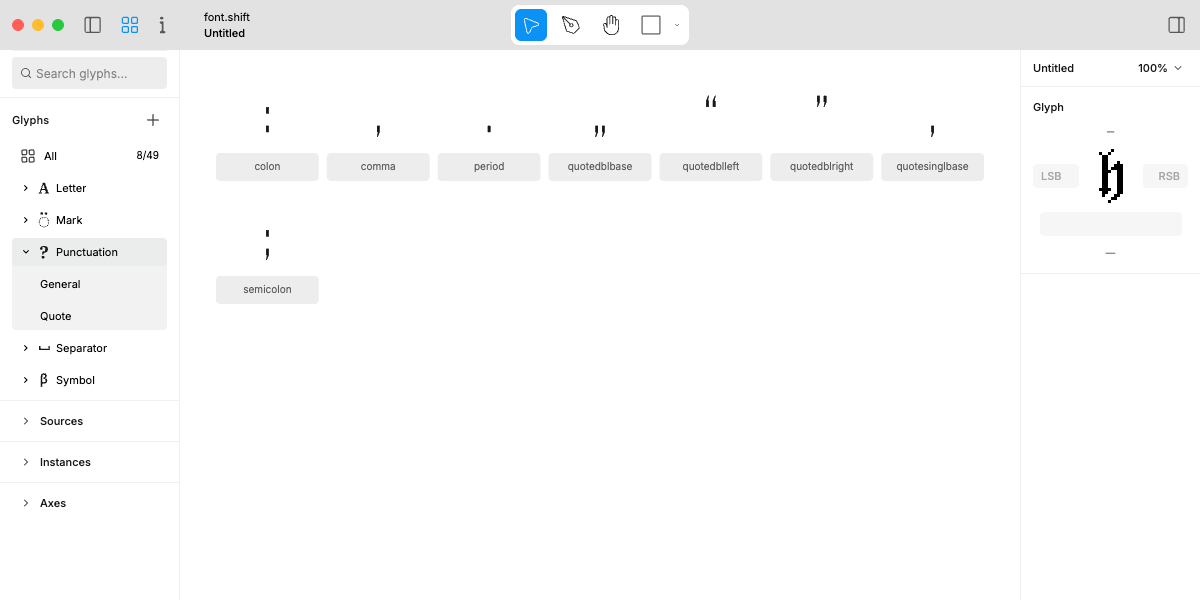 font.shift
Untitled
Search glyphs...
Glyphs
All 8/49
Letter
Mark
Punctuation
General
Quote
Separator
Symbol
Sources
Instances
Axes
: , . „ “ ” ‚
colon comma period quotedblbase quotedblleft quotedblright quotesinglbase
;
semicolon
Untitled 100%
Glyph
LSB 𝔥 RSB